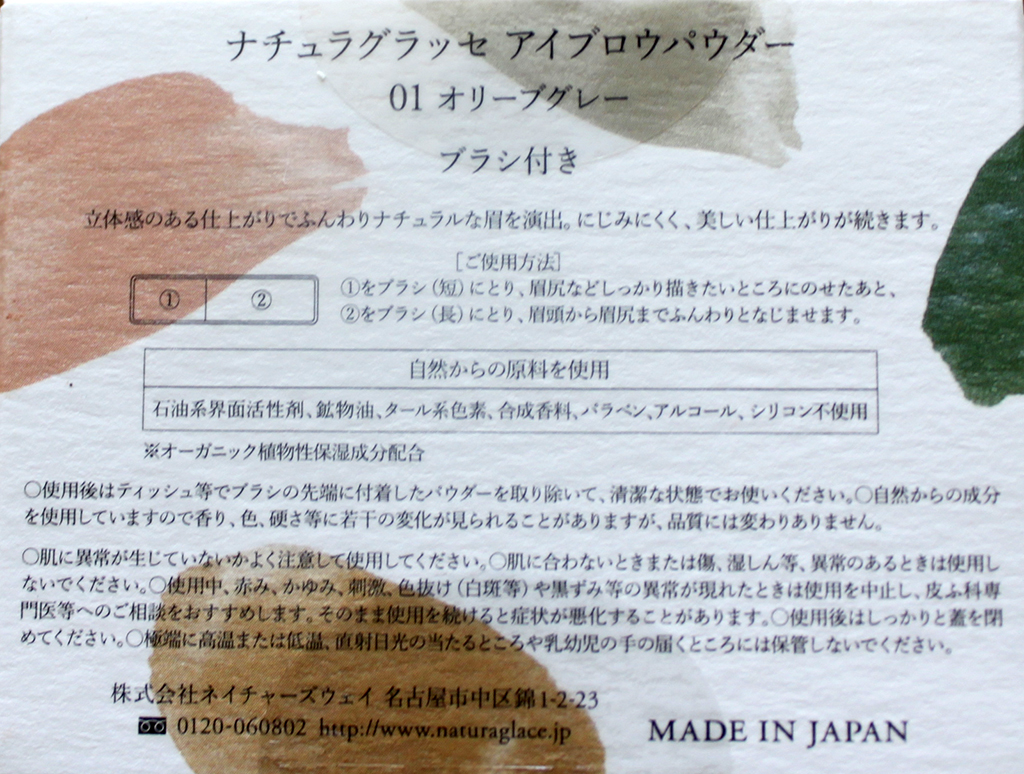 ナチュラグラッセ アイブロウパウダー
01 オリーブグレー
ブラシ付き
立体感のある仕上がりでふんわりナチュラルな眉を演出。にじみにくく、美しい仕上がりが続きます。
［ご使用方法］
① ②
①をブラシ（短）にとり、眉尻などしっかり描きたいところにのせたあと、
②をブラシ（長）にとり、眉頭から眉尻までふんわりとなじませます。
自然からの原料を使用
石油系界面活性剤、鉱物油、タール系色素、合成香料、パラベン、アルコール、シリコン不使用
※オーガニック植物性保湿成分配合
○使用後はティッシュ等でブラシの先端に付着したパウダーを取り除いて、清潔な状態でお使いください。○自然からの成分
を使用していますので香り、色、硬さ等に若干の変化が見られることがありますが、品質には変わりありません。
○肌に異常が生じていないかよく注意して使用してください。○肌に合わないときまたは傷、湿しん等、異常のあるときは使用し
ないでください。○使用中、赤み、かゆみ、刺激、色抜け（白斑等）や黒ずみ等の異常が現れたときは使用を中止し、皮ふ科専
門医等へのご相談をおすすめします。そのまま使用を続けると症状が悪化することがあります。○使用後はしっかりと蓋を閉
めてください。○極端に高温または低温、直射日光の当たるところや乳幼児の手の届くところには保管しないでください。
株式会社ネイチャーズウェイ 名古屋市中区錦1-2-23
0120-060802 http://www.naturaglace.jp
MADE IN JAPAN